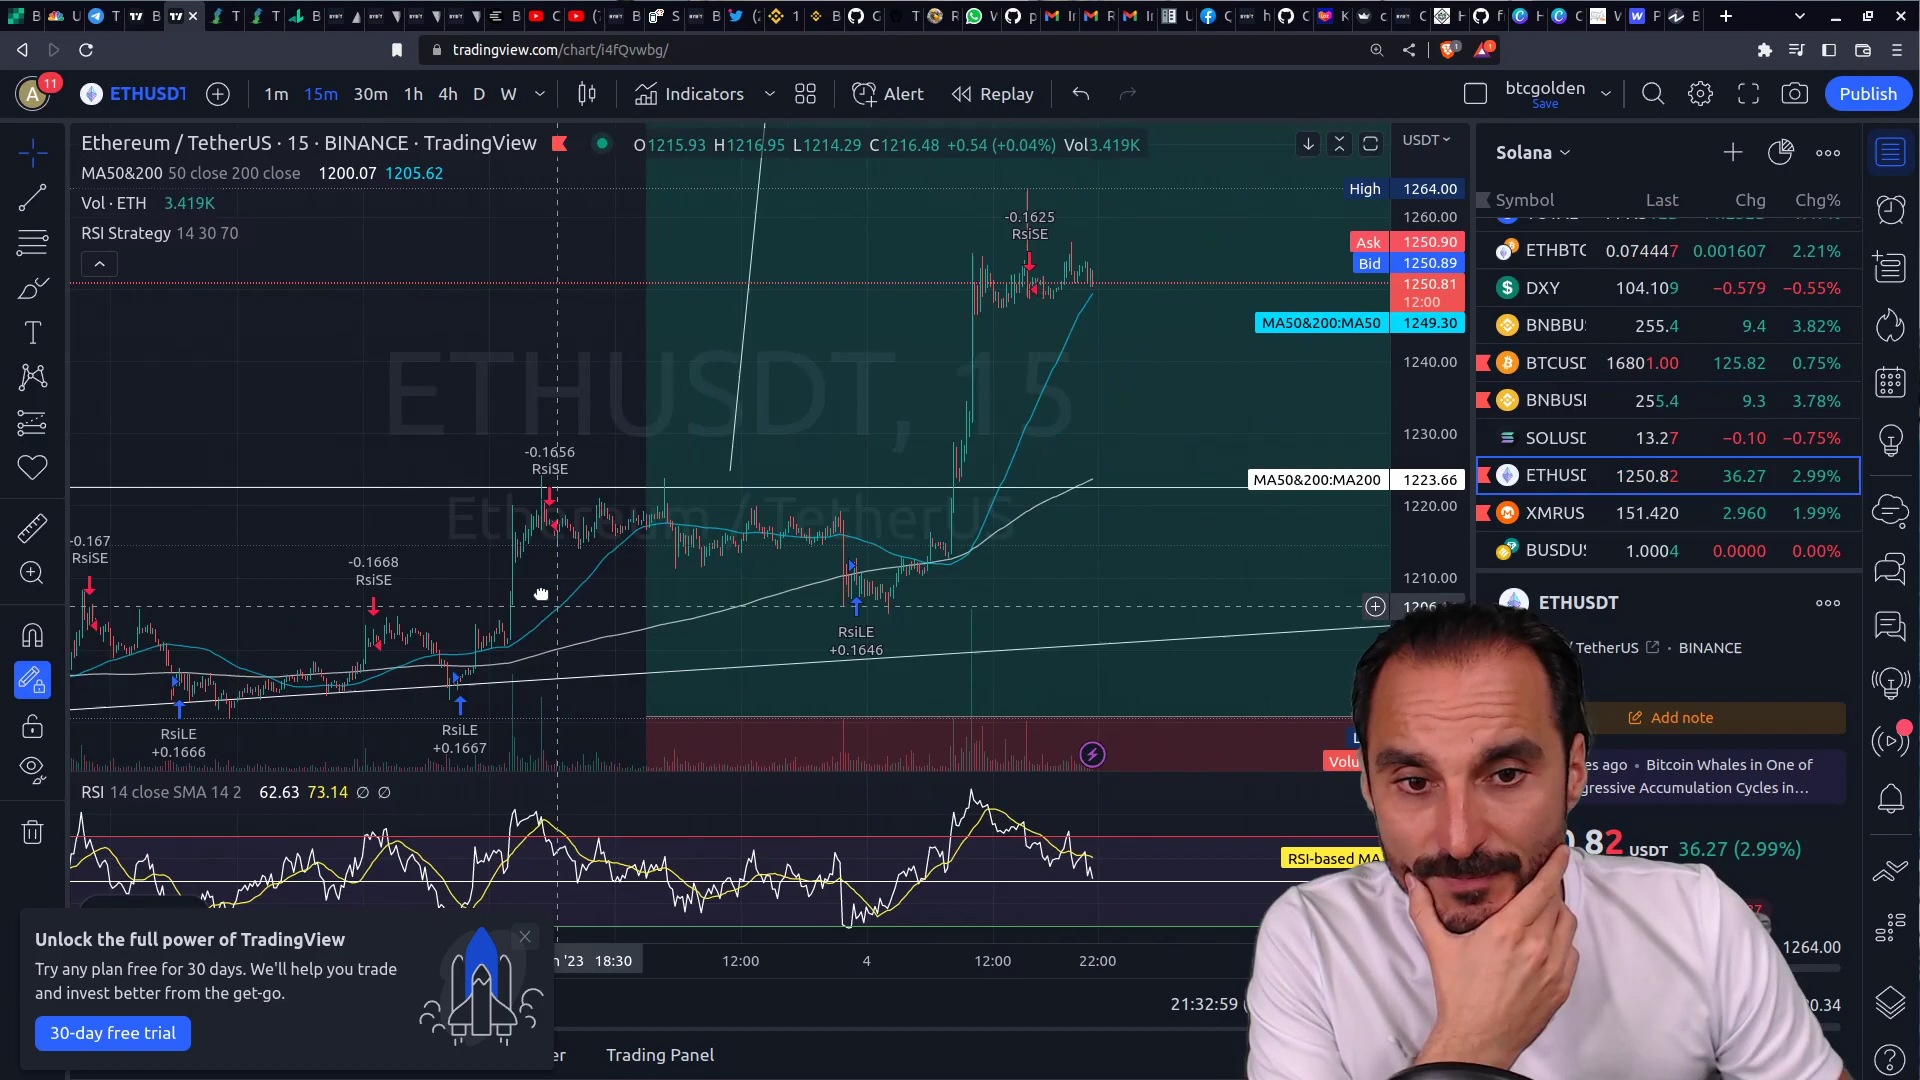 tradingview.com/chart/i4fQvwbg/
A
11
ETHUSDT
1m 15m 30m 1h 4h D W
Indicators
Alert
Replay
btcgolden
Save
Publish
Ethereum / TetherUS · 15 · BINANCE · TradingView
O1215.93 H1216.95 L1214.29 C1216.48 +0.54 (+0.04%) Vol3.419K
USDT
MA50&200 50 close 200 close 1200.07 1205.62
Vol · ETH 3.419K
RSI Strategy 14 30 70
High 1264.00
1260.00
Ask 1250.90
Bid 1250.89
1250.81
12:00
MA50&200:MA50 1249.30
1240.00
1230.00
MA50&200:MA200 1223.66
1220.00
1210.00
ETHUSDT, 15
Ethereum / TetherUS
-0.1625
RsiSE
-0.1656
RsiSE
-0.167
RsiSE
-0.1668
RsiSE
RsiLE
+0.1646
RsiLE
+0.1666
RsiLE
+0.1667
Volu
RSI 14 close SMA 14 2 62.63 73.14 ∅ ∅
RSI-based MA
'23 18:30
12:00
4
12:00
22:00
21:32:59
Trading Panel
Unlock the full power of TradingView
Try any plan free for 30 days. We'll help you trade
and invest better from the get-go.
30-day free trial
Solana
Symbol Last Chg Chg%
ETHBTC 0.074447 0.001607 2.21%
DXY 104.109 −0.579 −0.55%
BNBBU 255.4 9.4 3.82%
BTCUSD 16801.00 125.82 0.75%
BNBUSD 255.4 9.3 3.78%
SOLUSD 13.27 −0.10 −0.75%
ETHUSD 1250.82 36.27 2.99%
XMRUS 151.420 2.960 1.99%
BUSDUS 1.0004 0.0000 0.00%
ETHUSDT
/ TetherUS BINANCE
Add note
es ago • Bitcoin Whales in One of
gressive Accumulation Cycles in...
0.82 USDT 36.27 (2.99%)
1264.00